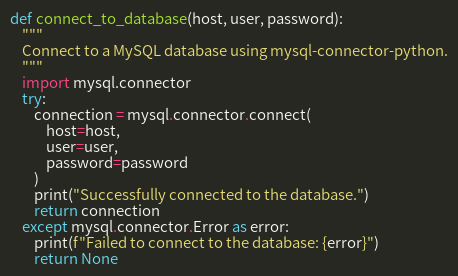 def connect_to_database(host, user, password):
    """
    Connect to a MySQL database using mysql-connector-python.
    """
    import mysql.connector
    try:
        connection = mysql.connector.connect(
            host=host,
            user=user,
            password=password
        )
        print("Successfully connected to the database.")
        return connection
    except mysql.connector.Error as error:
        print(f"Failed to connect to the database: {error}")
        return None